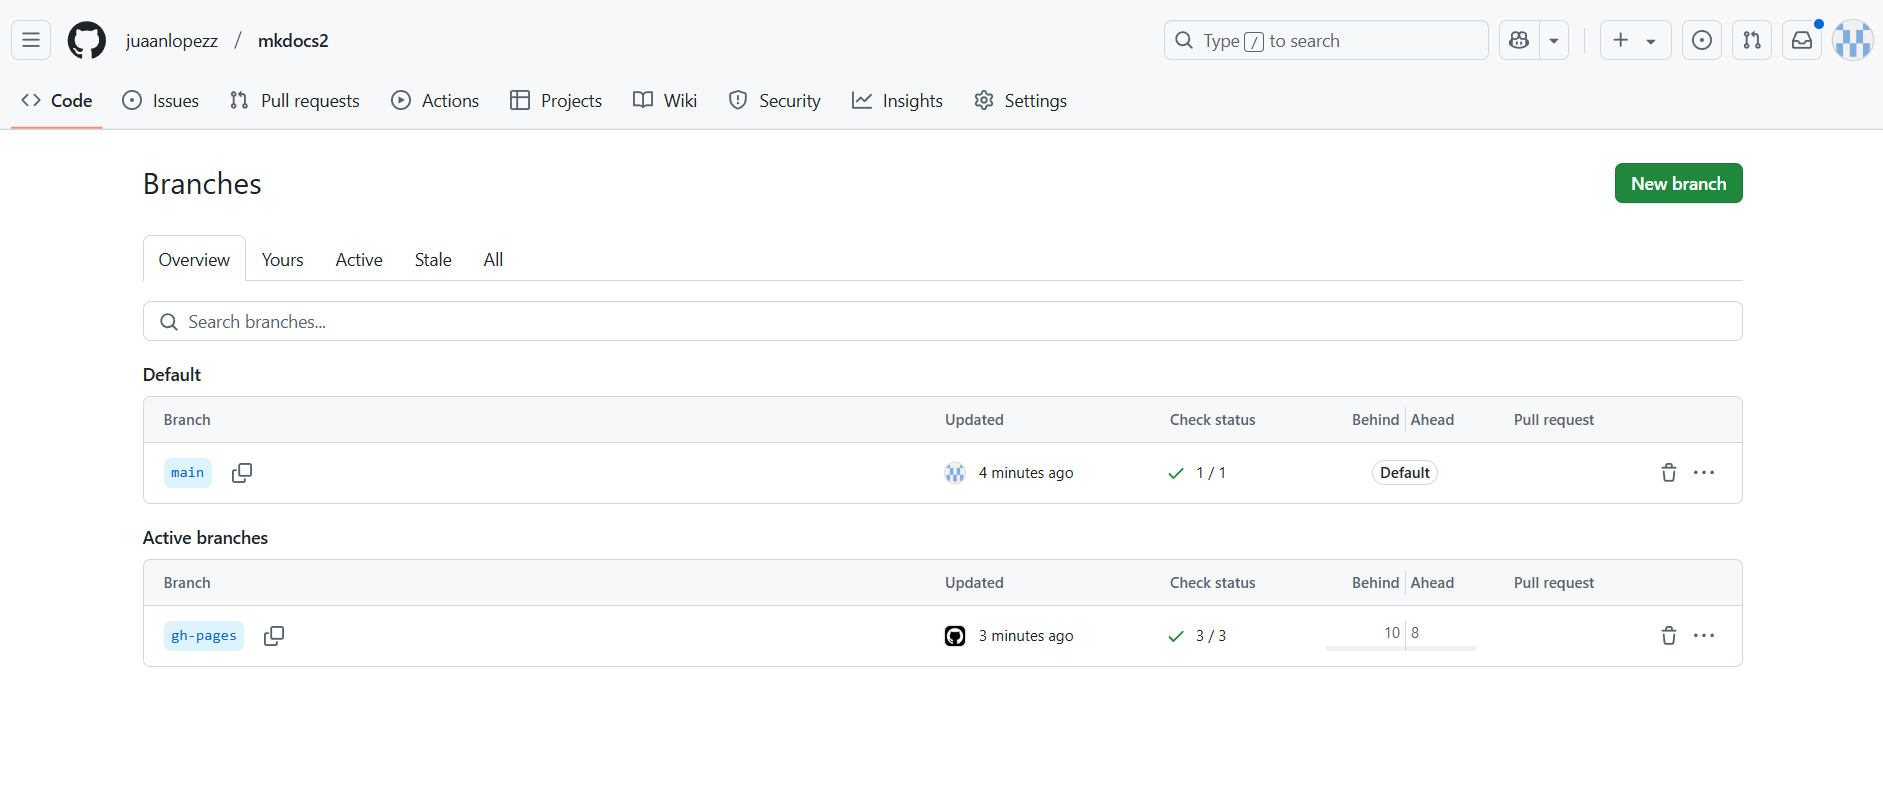 juaanlopezz / mkdocs2
Type / to search
Code Issues Pull requests Actions Projects Wiki Security Insights Settings
Branches
New branch
Overview Yours Active Stale All
Search branches...
Default
Branch Updated Check status Behind Ahead Pull request
main 4 minutes ago 1 / 1 Default
Active branches
Branch Updated Check status Behind Ahead Pull request
gh-pages 3 minutes ago 3 / 3 10 8